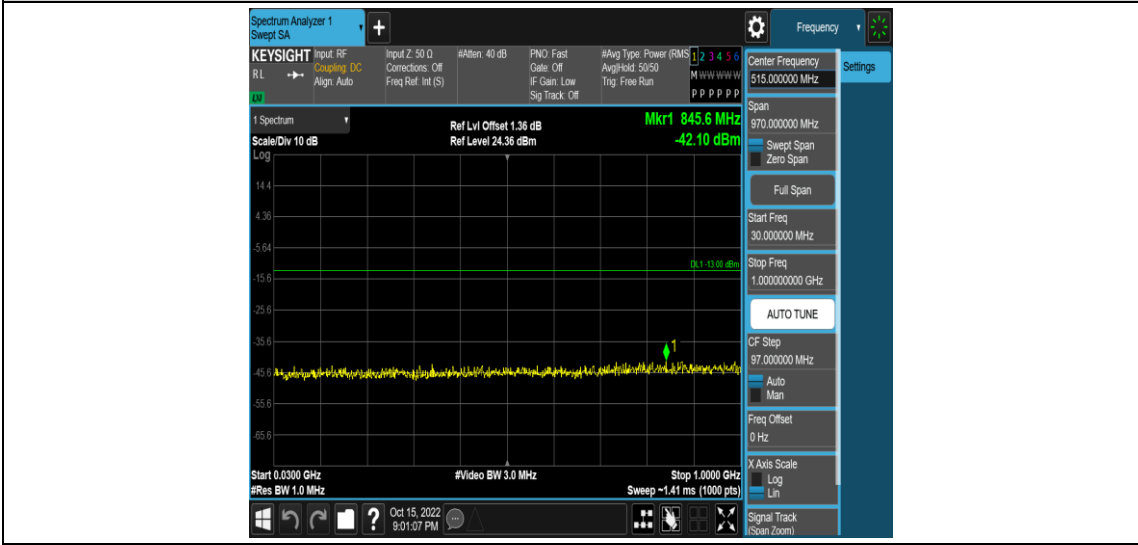 Spectrum Analyzer 1
Swept SA
+
Frequency
KEYSIGHT
RL
LM
Input: RF
Coupling: DC
Align: Auto
Input Z: 50 Ω
Corrections: Off
Freq Ref: Int (S)
#Atten: 40 dB
PNO: Fast
Gate: Off
IF Gain: Low
Sig Track: Off
#Avg Type: Power (RMS
Avg|Hold: 50/50
Trig: Free Run
1 2 3 4 5 6
M W W W W W
P P P P P P
1 Spectrum
Scale/Div 10 dB
Ref Lvl Offset 1.36 dB
Ref Level 24.36 dBm
Mkr1 845.6 MHz
-42.10 dBm
Log
14.4
4.36
-5.64
-15.6
-25.6
-35.6
-45.6
-55.6
-65.6
DL1 -13.00 dBm
1
Start 0.0300 GHz
#Res BW 1.0 MHz
#Video BW 3.0 MHz
Stop 1.0000 GHz
Sweep ~1.41 ms (1000 pts)
?
Oct 15, 2022
9:01:07 PM
Center Frequency
515.000000 MHz
Settings
Span
970.000000 MHz
Swept Span
Zero Span
Full Span
Start Freq
30.000000 MHz
Stop Freq
1.000000000 GHz
AUTO TUNE
CF Step
97.000000 MHz
Auto
Man
Freq Offset
0 Hz
X Axis Scale
Log
Lin
Signal Track
(Span Zoom)